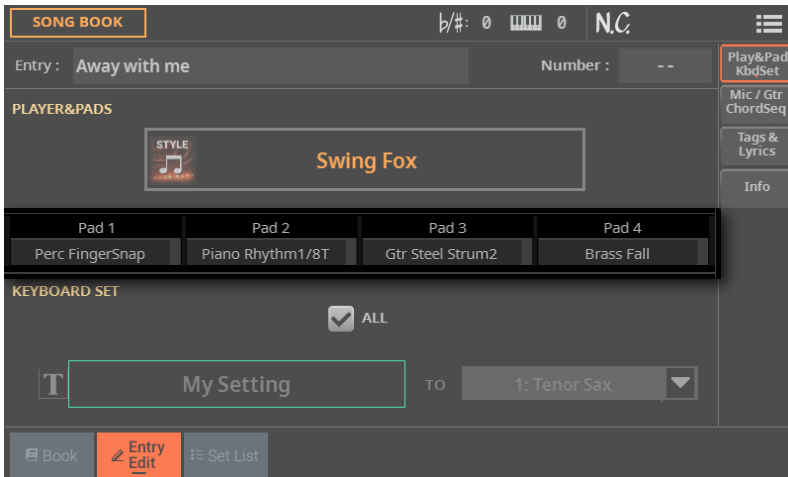 SONG BOOK
b/#: 0 0 N.C.
Entry : Away with me Number : --
Play&Pad
KbdSet
Mic / Gtr
ChordSeq
Tags &
Lyrics
Info
PLAYER&PADS
STYLE
Swing Fox
Pad 1 Pad 2 Pad 3 Pad 4
Perc FingerSnap Piano Rhythm1/8T Gtr Steel Strum2 Brass Fall
KEYBOARD SET
ALL
T My Setting TO 1: Tenor Sax
Book Entry Edit Set List